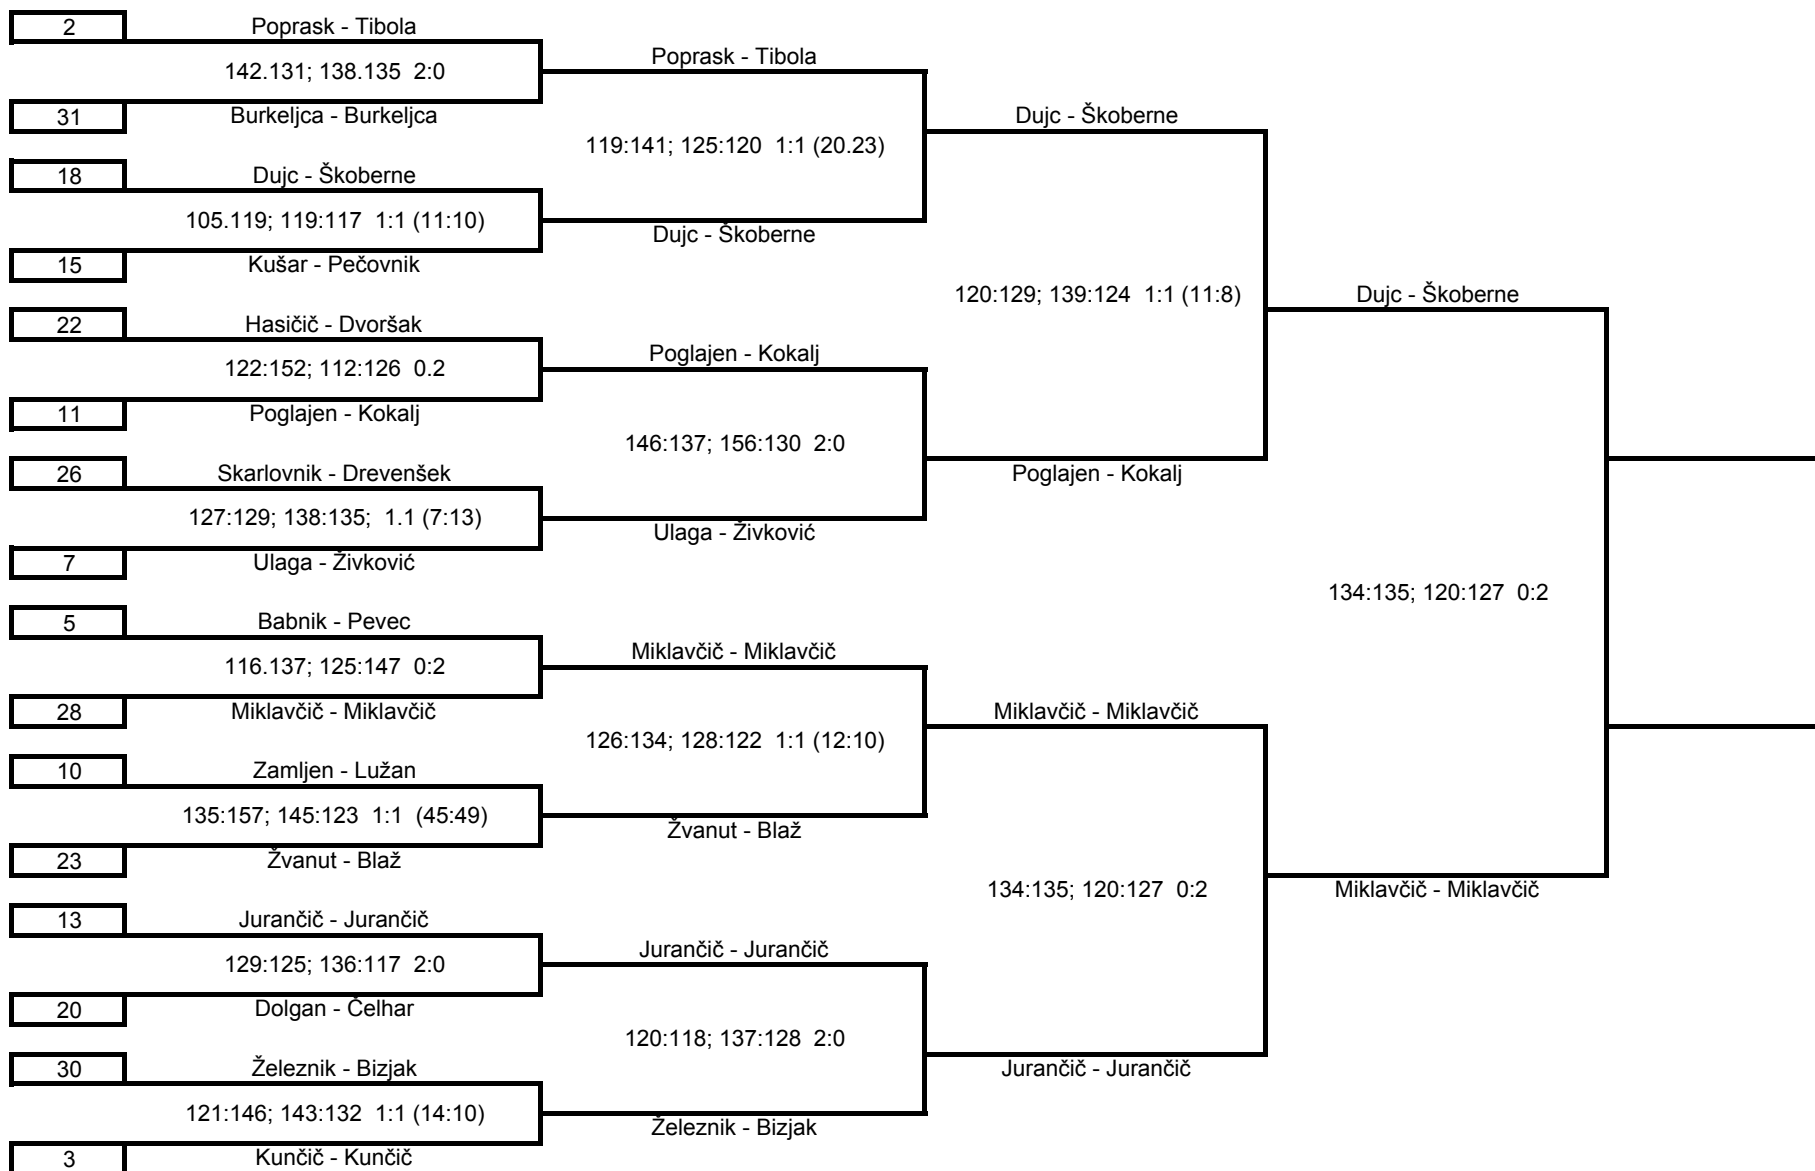 2
Poprask - Tibola
142.131; 138.135  2:0
31
Burkeljca - Burkeljca
18
Dujc - Škoberne
105.119; 119:117  1:1 (11:10)
15
Kušar - Pečovnik
22
Hasičič - Dvoršak
122:152; 112:126  0.2
11
Poglajen - Kokalj
26
Skarlovnik - Drevenšek
127:129; 138:135;  1.1 (7:13)
7
Ulaga - Živković
5
Babnik - Pevec
116.137; 125:147  0:2
28
Miklavčič - Miklavčič
10
Zamljen - Lužan
135:157; 145:123  1:1  (45:49)
23
Žvanut - Blaž
13
Jurančič - Jurančič
129:125; 136:117  2:0
20
Dolgan - Čelhar
30
Železnik - Bizjak
121:146; 143:132  1:1 (14:10)
3
Kunčič - Kunčič
Poprask - Tibola
119:141; 125:120  1:1 (20.23)
Dujc - Škoberne
Poglajen - Kokalj
146:137; 156:130  2:0
Ulaga - Živković
Miklavčič - Miklavčič
126:134; 128:122  1:1 (12:10)
Žvanut - Blaž
Jurančič - Jurančič
120:118; 137:128  2:0
Železnik - Bizjak
Dujc - Škoberne
120:129; 139:124  1:1 (11:8)
Poglajen - Kokalj
Miklavčič - Miklavčič
134:135; 120:127  0:2
Jurančič - Jurančič
Dujc - Škoberne
134:135; 120:127  0:2
Miklavčič - Miklavčič